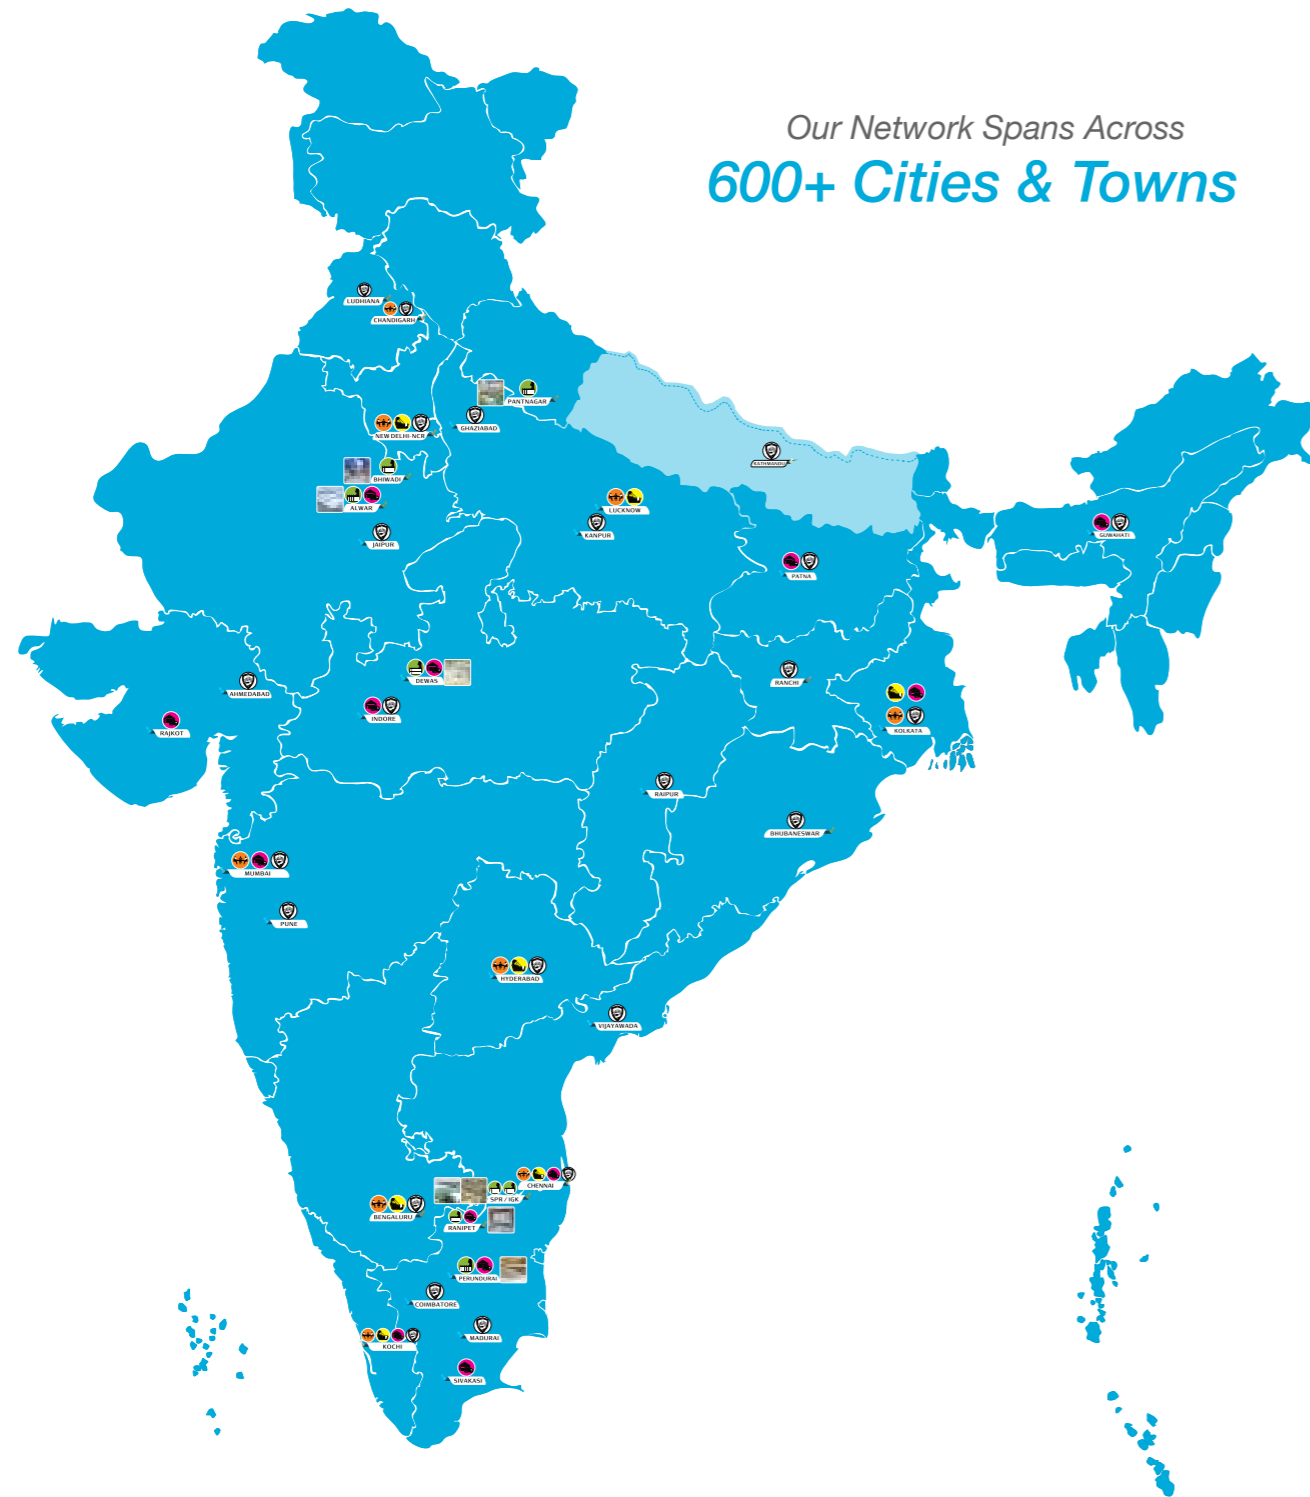 Our Network Spans Across
600+ Cities & Towns
LUDHIANA
CHANDIGARH
PANTNAGAR
GHAZIABAD
NEW DELHI-NCR
KATHMANDU
BHIWADI
ALWAR
LUCKNOW
KANPUR
GUWAHATI
JAIPUR
PATNA
DEWAS
RANCHI
AHMEDABAD
INDORE
RAJKOT
KOLKATA
RAIPUR
BHUBANESWAR
MUMBAI
PUNE
HYDERABAD
VIJAYAWADA
CHENNAI
SPR / IGK
BENGALURU
RANIPET
PERUNDURAI
COIMBATORE
MADURAI
KOCHI
SIVAKASI